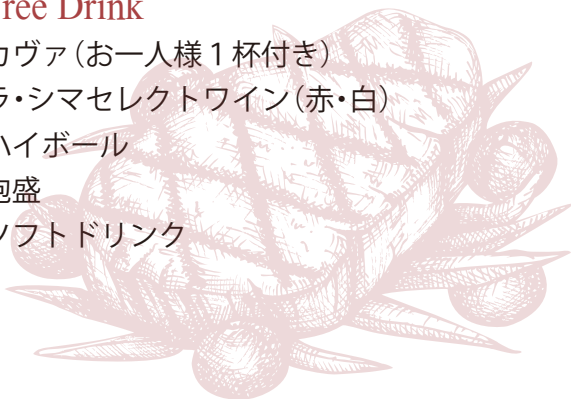 ree Drink
カヴァ（お一人様１杯付き）
ラ・シマセレクトワイン（赤・白）
ハイボール
泡盛
ソフトドリンク